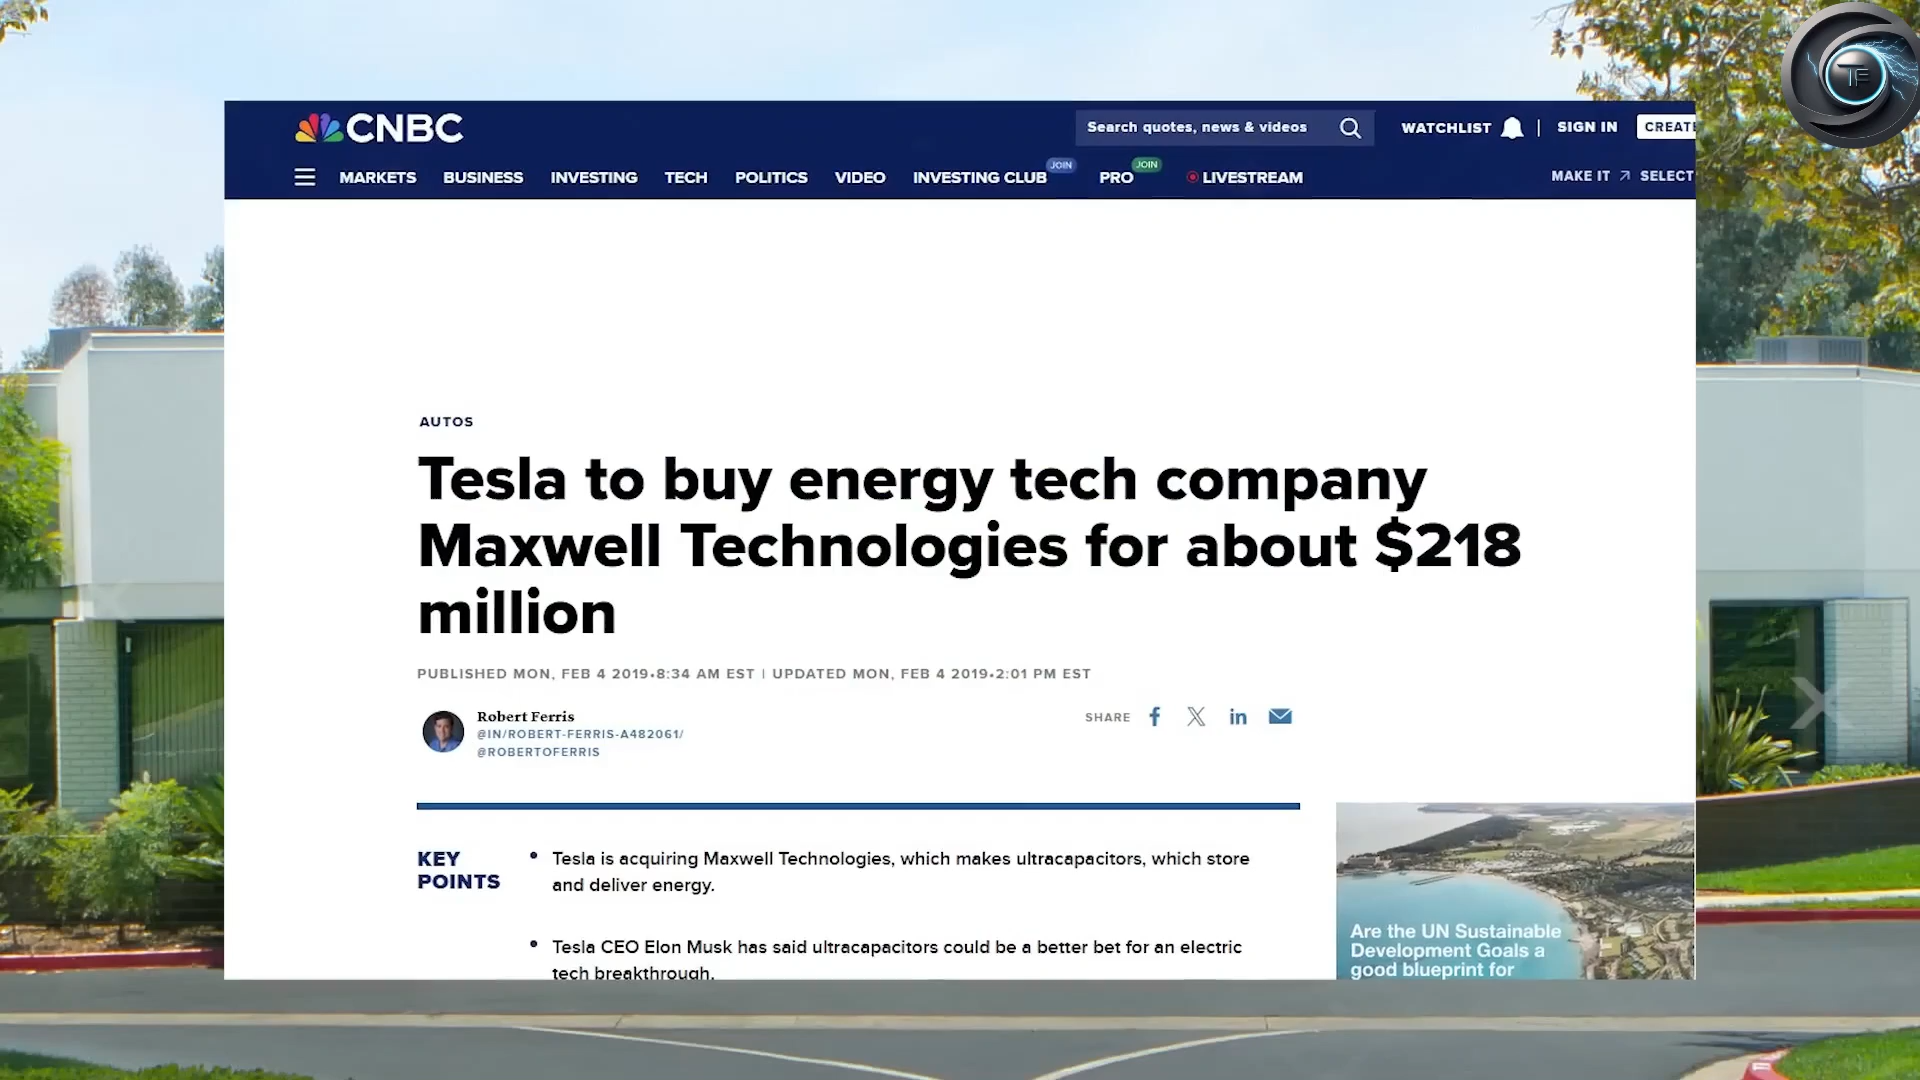 TE
CNBC
Search quotes, news & videos
WATCHLIST
SIGN IN
CREATE
MARKETS
BUSINESS
INVESTING
TECH
POLITICS
VIDEO
INVESTING CLUB
JOIN
PRO
JOIN
LIVESTREAM
MAKE IT
SELECT
AUTOS
Tesla to buy energy tech company
Maxwell Technologies for about $218
million
PUBLISHED MON, FEB 4 2019•8:34 AM EST | UPDATED MON, FEB 4 2019•2:01 PM EST
Robert Ferris
@IN/ROBERT-FERRIS-A482061/
@ROBERTOFERRIS
SHARE
KEY
POINTS
• Tesla is acquiring Maxwell Technologies, which makes ultracapacitors, which store
and deliver energy.
• Tesla CEO Elon Musk has said ultracapacitors could be a better bet for an electric
tech breakthrough.
Are the UN Sustainable
Development Goals a
good blueprint for